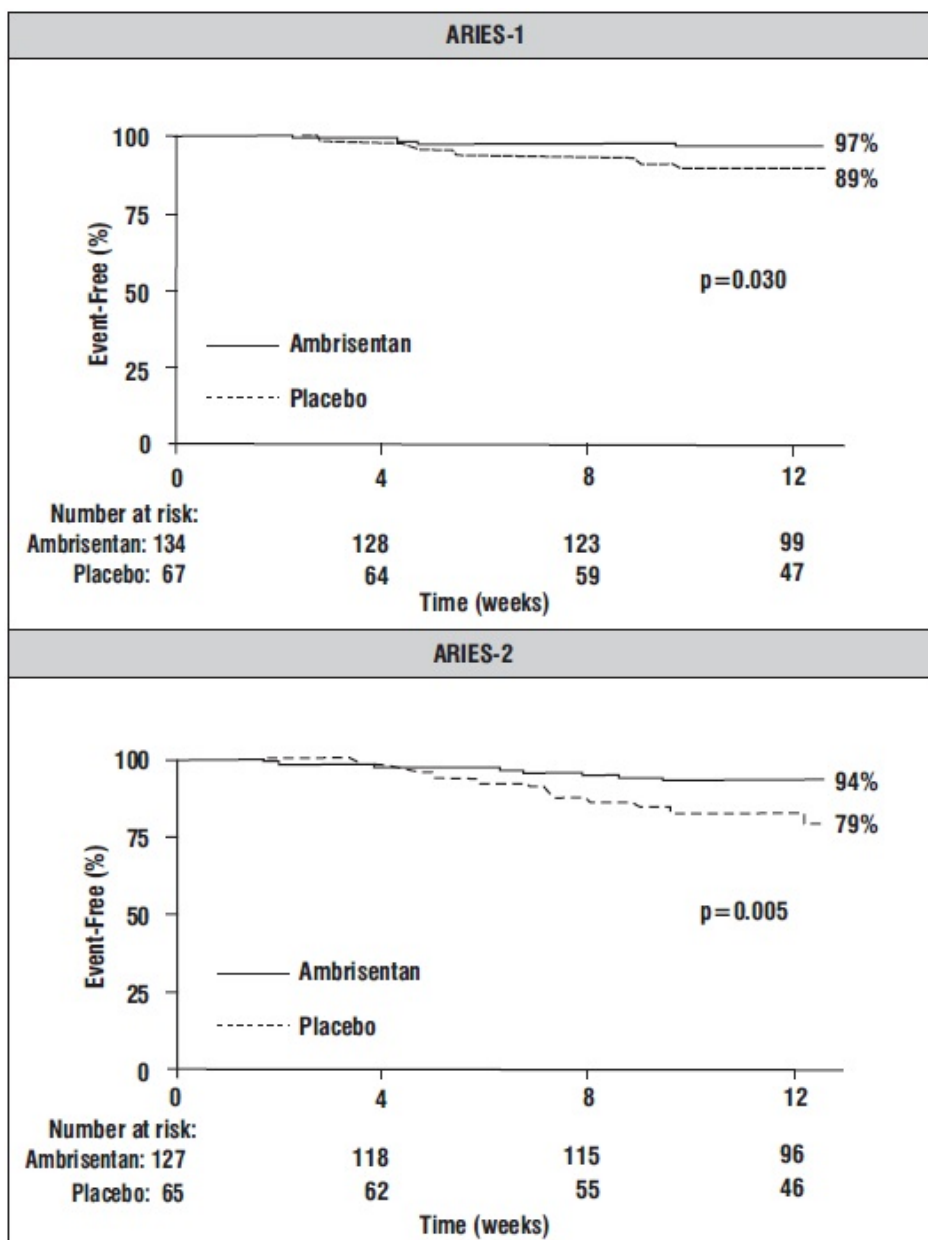 ARIES-1
100
97%
89%
75
Event-Free (%)
p=0.030
50
Ambrisentan
25
Placebo
0
0 4 8 12
Number at risk:
Ambrisentan: 134 128 123 99
Placebo: 67 64 59 47
Time (weeks)
ARIES-2
100
94%
79%
75
Event-Free (%)
p=0.005
50
Ambrisentan
25
Placebo
0
0 4 8 12
Number at risk:
Ambrisentan: 127 118 115 96
Placebo: 65 62 55 46
Time (weeks)